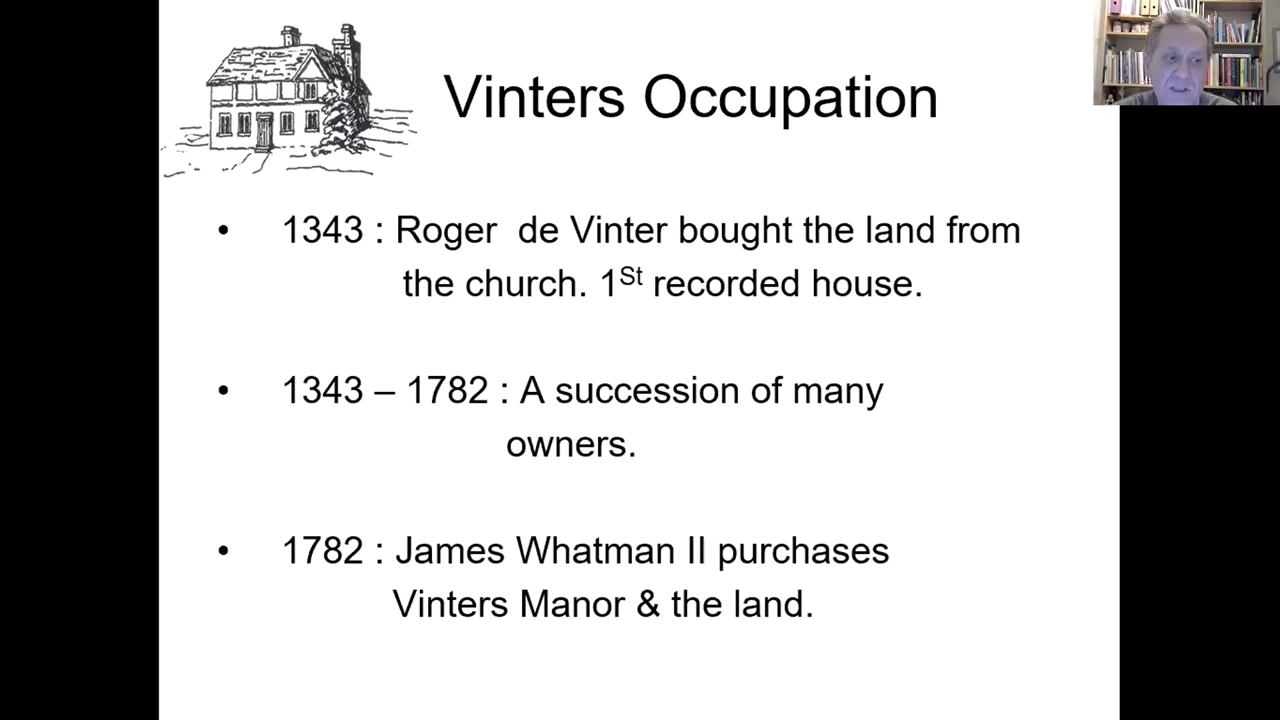 Vinters Occupation
• 1343 : Roger de Vinter bought the land from
the church. 1St recorded house.
• 1343 – 1782 : A succession of many
owners.
• 1782 : James Whatman II purchases
Vinters Manor & the land.